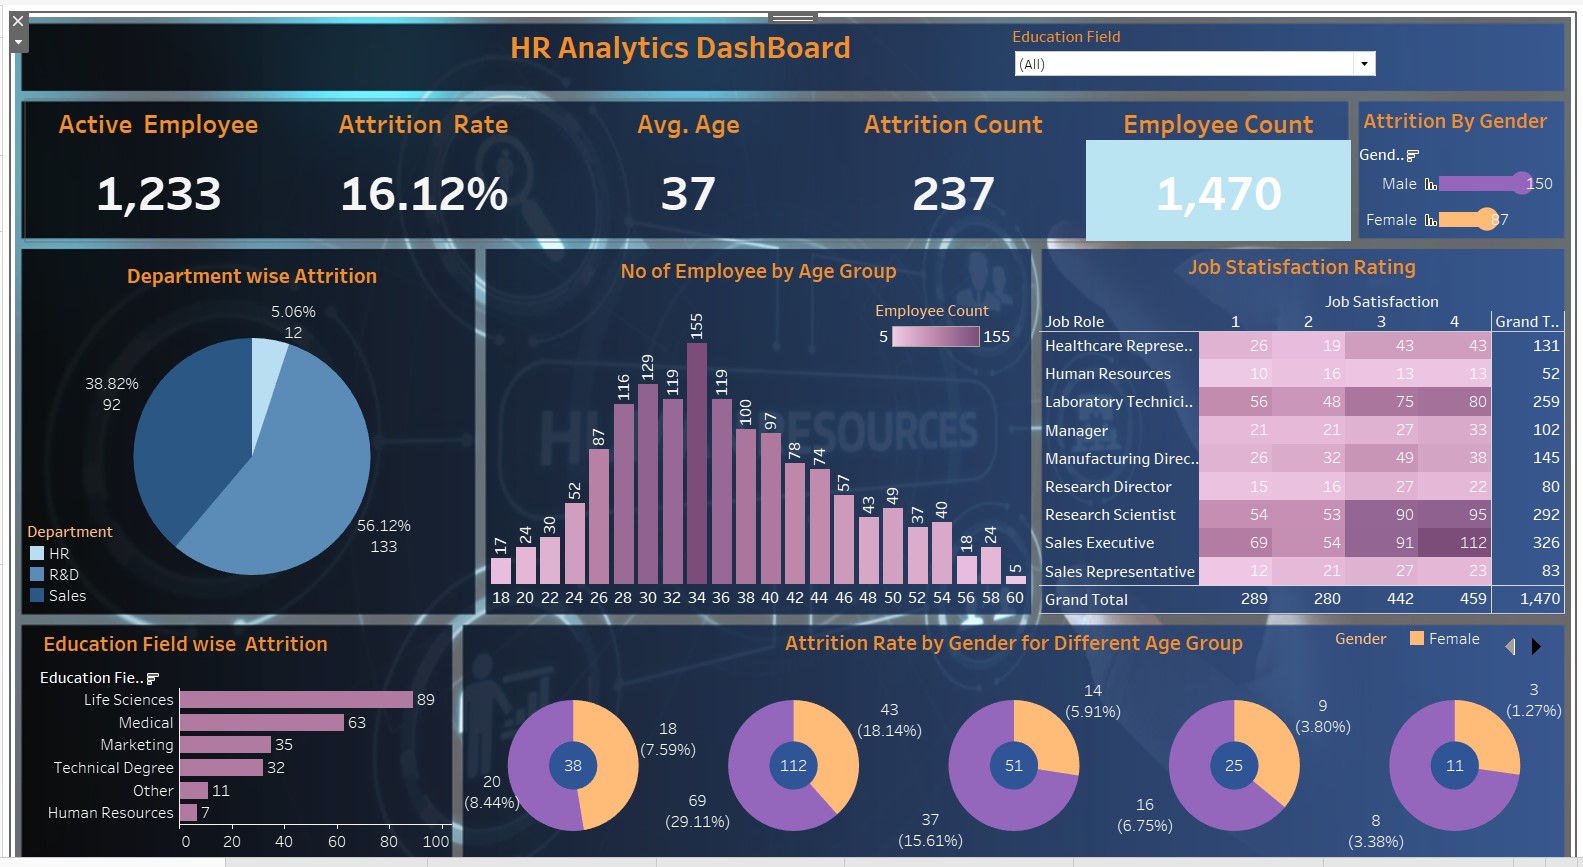 HR Analytics DashBoard
Education Field
(All)
Active Employee
1,233
Attrition Rate
16.12%
Avg. Age
37
Attrition Count
237
Employee Count
1,470
Attrition By Gender
Gend..
Male 150
Female 87
Department wise Attrition
5.06%
12
38.82%
92
56.12%
133
Department
HR
R&D
Sales
No of Employee by Age Group
Employee Count
5 155
17 24 30 52 87 116 129 119 155 119 100 97 78 74 57 43 49 37 40 18 24 5
18 20 22 24 26 28 30 32 34 36 38 40 42 44 46 48 50 52 54 56 58 60
HUMAN RESOURCES
Job Statisfaction Rating
Job Satisfaction
Job Role 1 2 3 4 Grand T..
Healthcare Represe.. 26 19 43 43 131
Human Resources 10 16 13 13 52
Laboratory Technici.. 56 48 75 80 259
Manager 21 21 27 33 102
Manufacturing Direc.. 26 32 49 38 145
Research Director 15 16 27 22 80
Research Scientist 54 53 90 95 292
Sales Executive 69 54 91 112 326
Sales Representative 12 21 27 23 83
Grand Total 289 280 442 459 1,470
Education Field wise Attrition
Education Fie..
Life Sciences 89
Medical 63
Marketing 35
Technical Degree 32
Other 11
Human Resources 7
0 20 40 60 80 100
Attrition Rate by Gender for Different Age Group
Gender Female
18
(7.59%)
38
20
(8.44%)
43
(18.14%)
112
69
(29.11%)
14
(5.91%)
51
37
(15.61%)
9
(3.80%)
25
16
(6.75%)
3
(1.27%)
11
8
(3.38%)